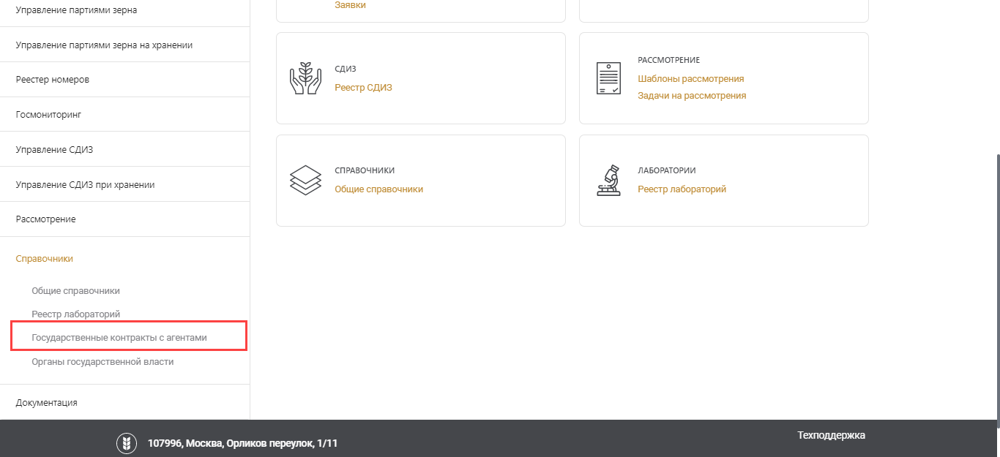 Управление партиями зерна
Управление партиями зерна на хранении
Реестер номеров
Госмониторинг
Управление СДИЗ
Управление СДИЗ при хранении
Рассмотрение
Справочники
Общие справочники
Реестр лабораторий
Государственные контракты с агентами
Органы государственной власти
Документация
Заявки
СДИЗ
Реестр СДИЗ
РАССМОТРЕНИЕ
Шаблоны рассмотрения
Задачи на рассмотрения
СПРАВОЧНИКИ
Общие справочники
ЛАБОРАТОРИИ
Реестр лабораторий
107996, Москва, Орликов переулок, 1/11
Техподдержка